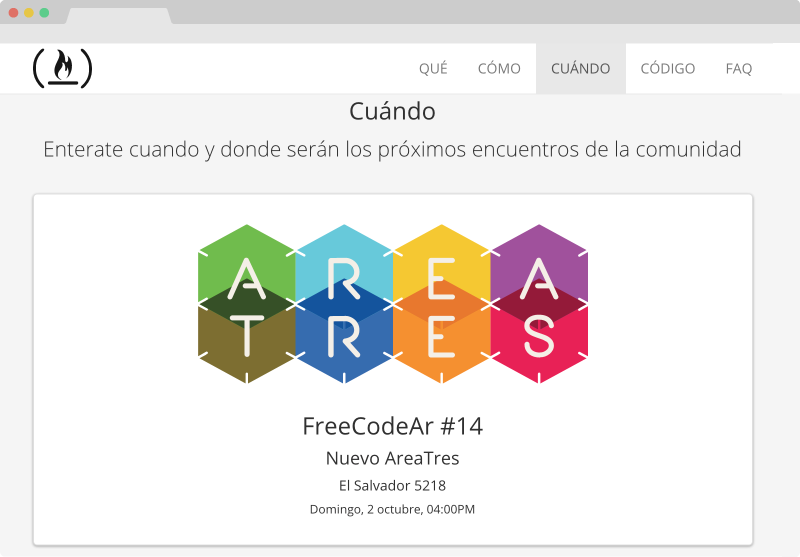 QUÉ CÓMO CUÁNDO CÓDIGO FAQ
Cuándo
Enterate cuando y donde serán los próximos encuentros de la comunidad
AREA
TRES
FreeCodeAr #14
Nuevo AreaTres
El Salvador 5218
Domingo, 2 octubre, 04:00PM